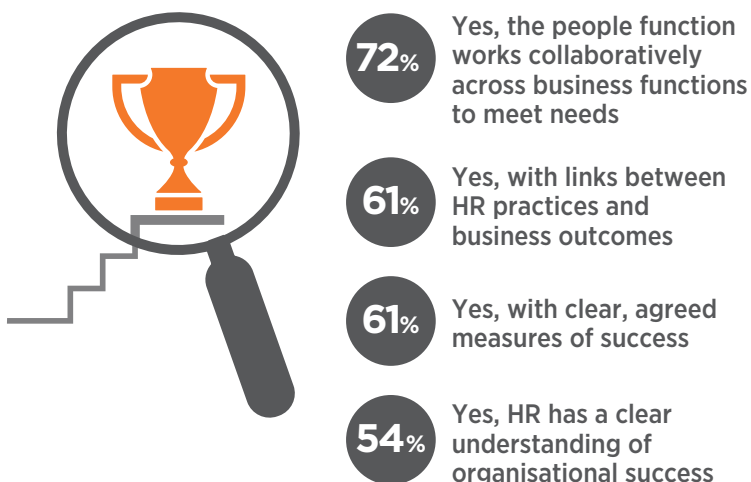 72%
Yes, the people function
works collaboratively
across business functions
to meet needs
61%
Yes, with links between
HR practices and
business outcomes
61%
Yes, with clear, agreed
measures of success
54%
Yes, HR has a clear
understanding of
organisational success